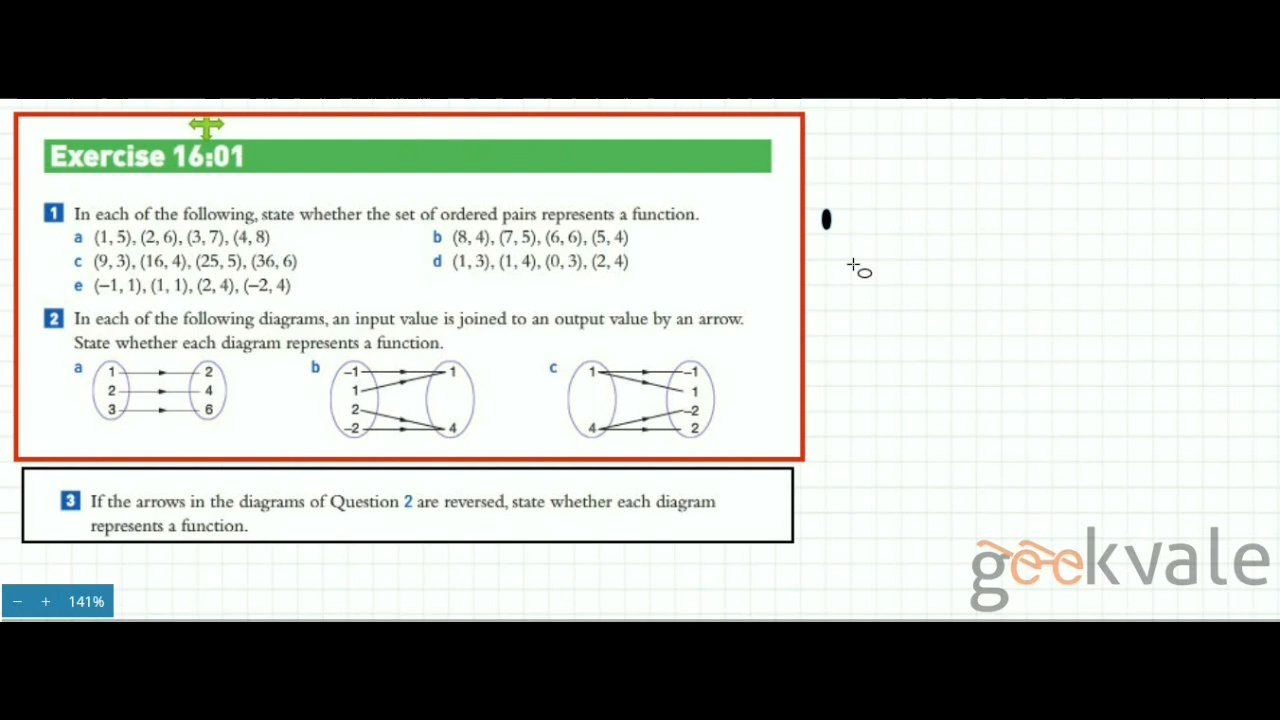 Exercise 16:01
1 In each of the following, state whether the set of ordered pairs represents a function.
a (1, 5), (2, 6), (3, 7), (4, 8)
b (8, 4), (7, 5), (6, 6), (5, 4)
c (9, 3), (16, 4), (25, 5), (36, 6)
d (1, 3), (1, 4), (0, 3), (2, 4)
e (−1, 1), (1, 1), (2, 4), (−2, 4)
2 In each of the following diagrams, an input value is joined to an output value by an arrow.
State whether each diagram represents a function.
a
1 2
2 4
3 6
b
−1 1
1
2
−2 4
c
1 −1
1
−2
4 2
3 If the arrows in the diagrams of Question 2 are reversed, state whether each diagram
represents a function.
geekvale
− + 141%